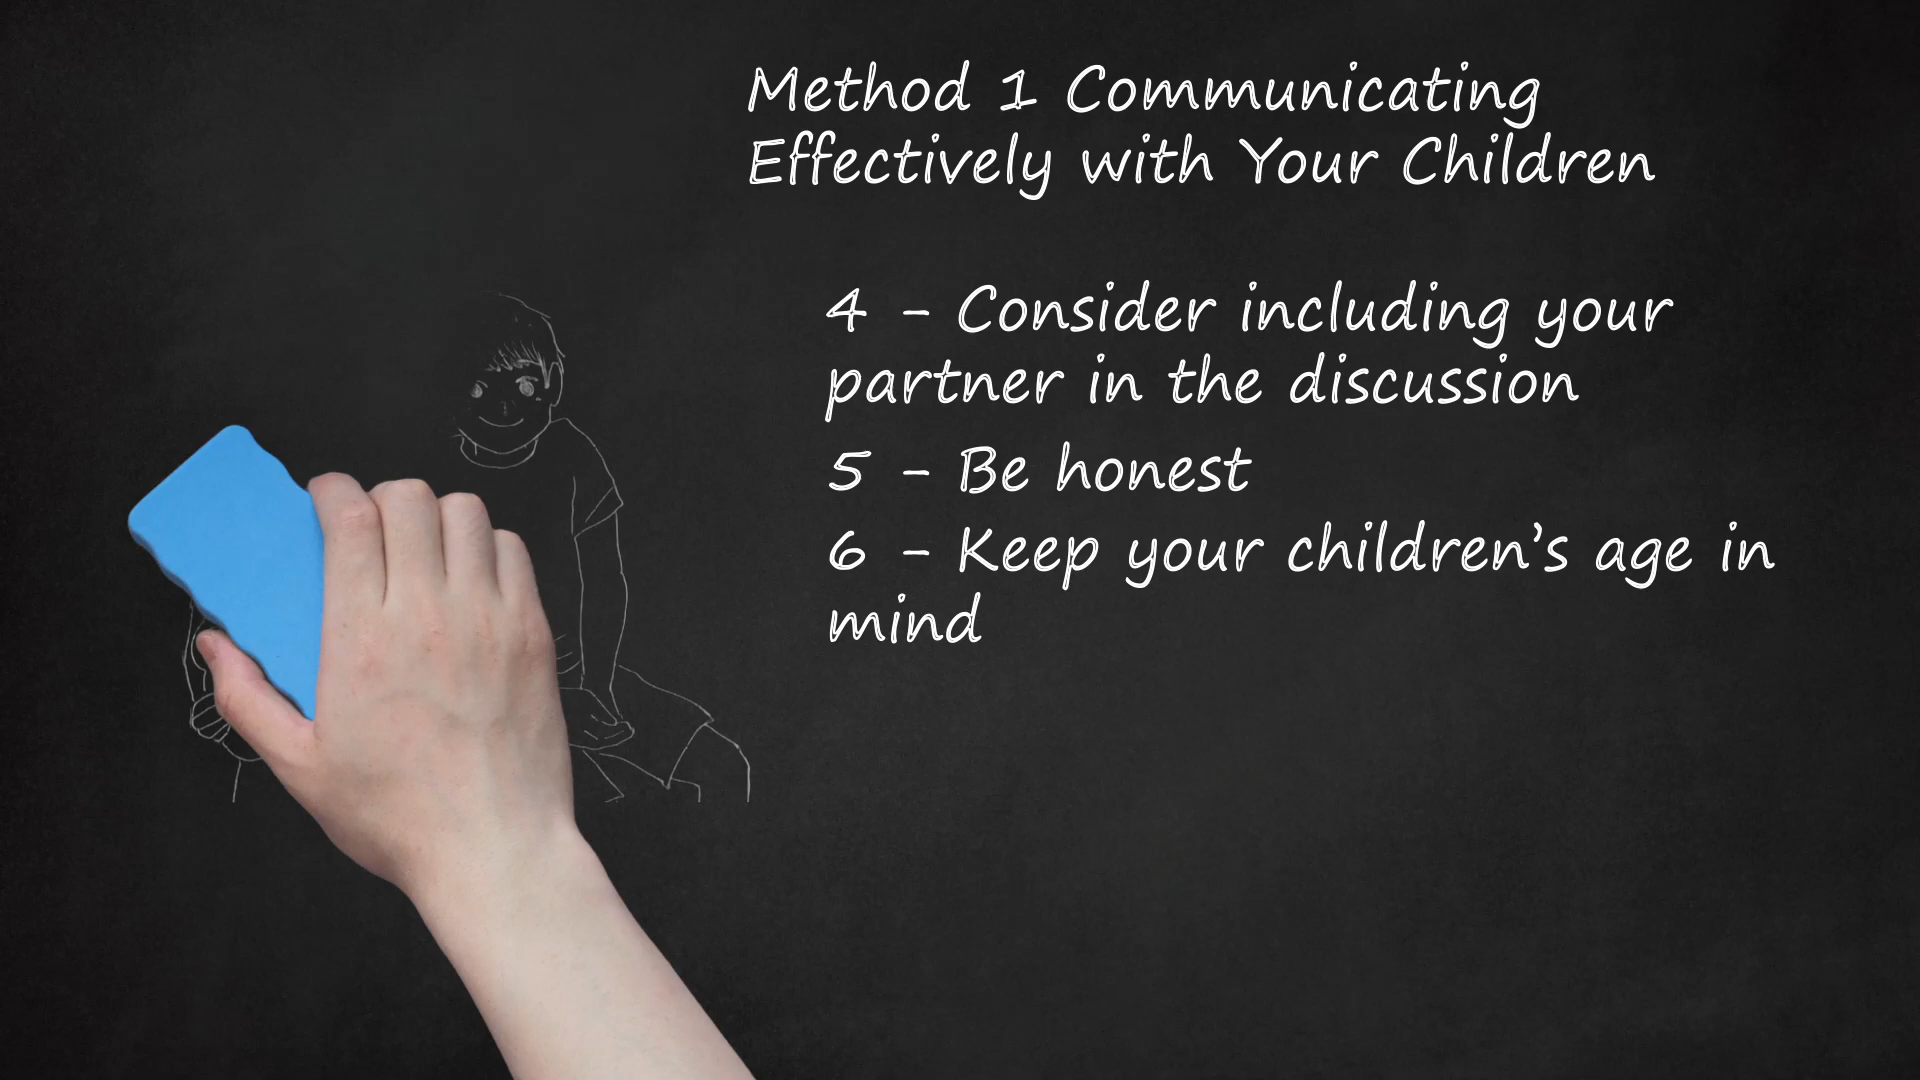 Method 1 Communicating
Effectively with Your Children
4 - Consider including your
partner in the discussion
5 - Be honest
6 - Keep your children’s age in
mind